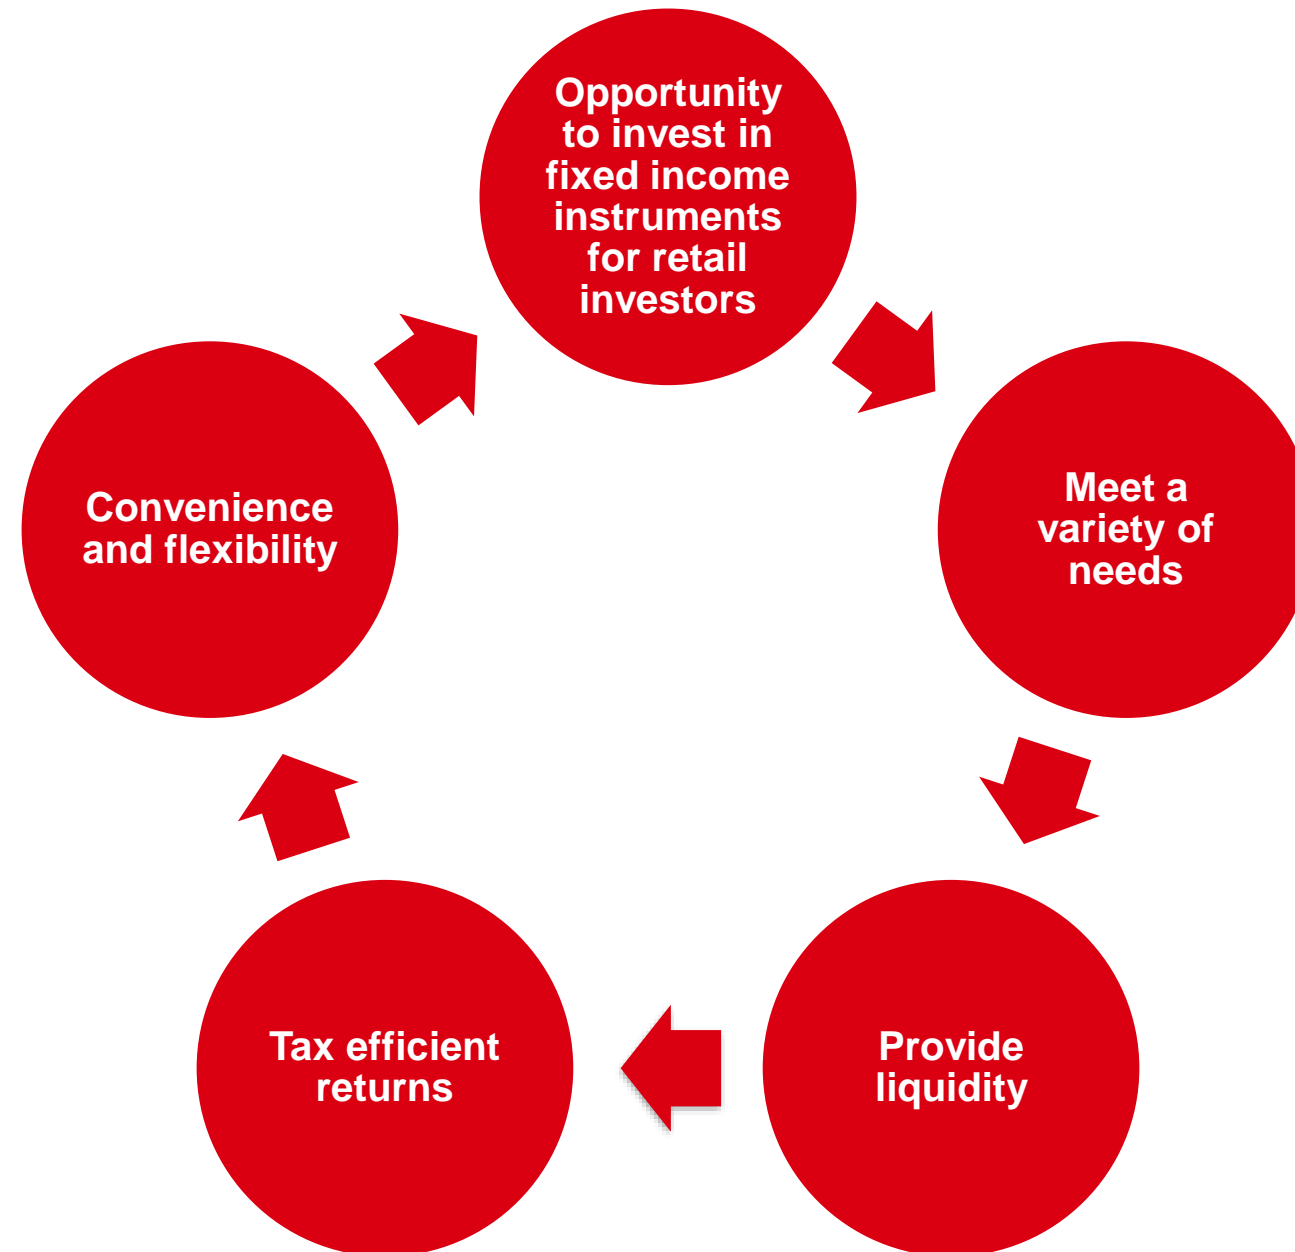 Opportunity
to invest in
fixed income
instruments
for retail
investors
Meet a
variety of
needs
Provide
liquidity
Tax efficient
returns
Convenience
and flexibility